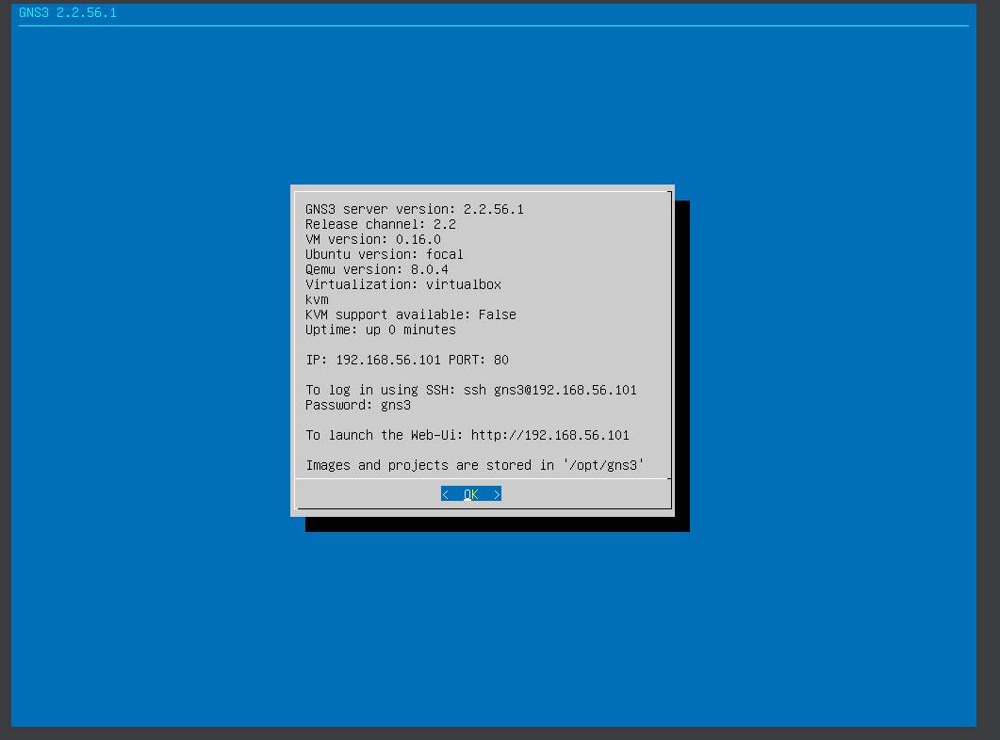 GNS3 2.2.56.1
GNS3 server version: 2.2.56.1
Release channel: 2.2
VM version: 0.16.0
Ubuntu version: focal
Qemu version: 8.0.4
Virtualization: virtualbox
kvm
KVM support available: False
Uptime: up 0 minutes
IP: 192.168.56.101 PORT: 80
To log in using SSH: ssh gns3@192.168.56.101
Password: gns3
To launch the Web-Ui: http://192.168.56.101
Images and projects are stored in '/opt/gns3'
< OK >